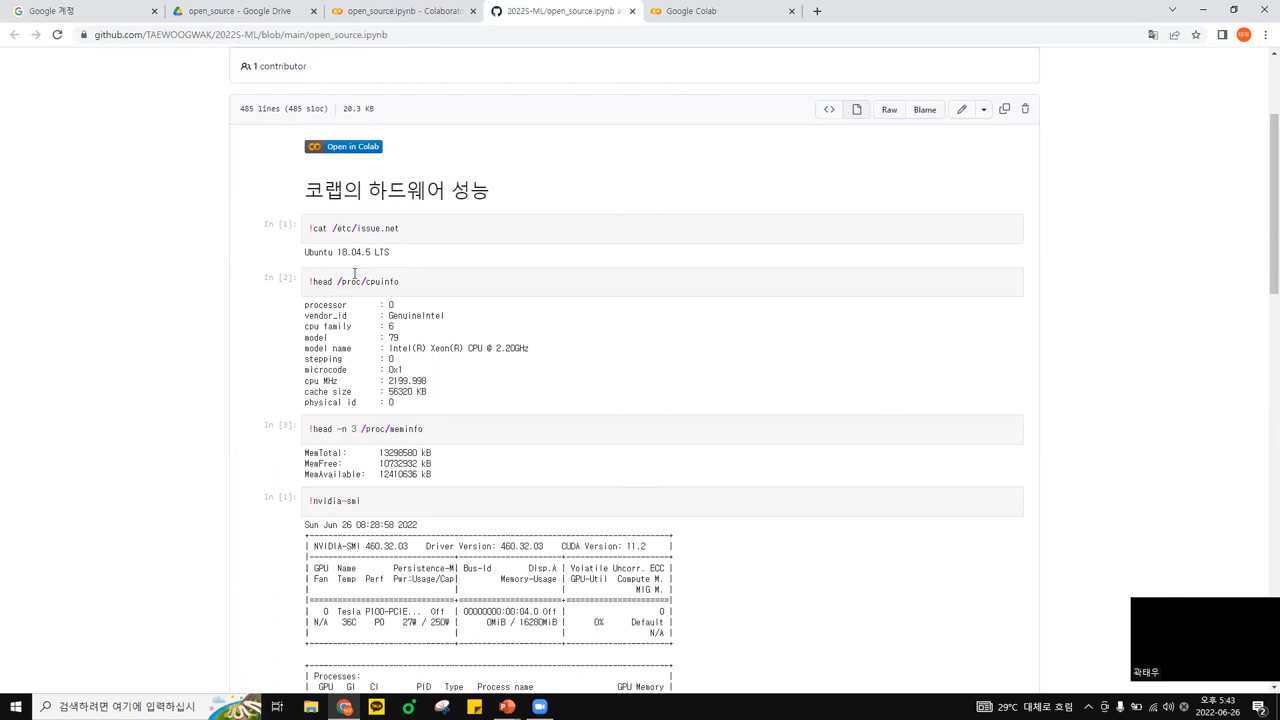 Google 계정
open_source - Google Drive
open_source.ipynb - Collaborato
2022S-ML/open_source.ipynb at
Google Colab
github.com/TAEWOOGWAK/2022S-ML/blob/main/open_source.ipynb
태우
1 contributor
485 lines (485 sloc) 20.3 KB
Raw
Blame
Open in Colab
코랩의 하드웨어 성능
In [1]: !cat /etc/issue.net
Ubuntu 18.04.5 LTS
In [2]: !head /proc/cpuinfo
processor : 0
vendor_id : GenuineIntel
cpu family : 6
model : 79
model name : Intel(R) Xeon(R) CPU @ 2.20GHz
stepping : 0
microcode : 0x1
cpu MHz : 2199.998
cache size : 56320 KB
physical id : 0
In [3]: !head -n 3 /proc/meminfo
MemTotal: 13298580 kB
MemFree: 10732932 kB
MemAvailable: 12410636 kB
In [1]: !nvidia-smi
Sun Jun 26 08:28:58 2022
+-----------------------------------------------------------------------------+
| NVIDIA-SMI 460.32.03 Driver Version: 460.32.03 CUDA Version: 11.2 |
|-------------------------------+----------------------+----------------------+
| GPU Name Persistence-M| Bus-Id Disp.A | Volatile Uncorr. ECC |
| Fan Temp Perf Pwr:Usage/Cap| Memory-Usage | GPU-Util Compute M. |
| | | MIG M. |
|===============================+======================+======================|
| 0 Tesla P100-PCIE... Off | 00000000:00:04.0 Off | 0 |
| N/A 36C P0 27W / 250W | 0MiB / 16280MiB | 0% Default |
| | | N/A |
+-------------------------------+----------------------+----------------------+
+-----------------------------------------------------------------------------+
| Processes: |
| GPU GI CI PID Type Process name GPU Memory |
곽태우
검색하려면 여기에 입력하십시
29°C 대체로 흐림
오후 5:43
2022-06-26